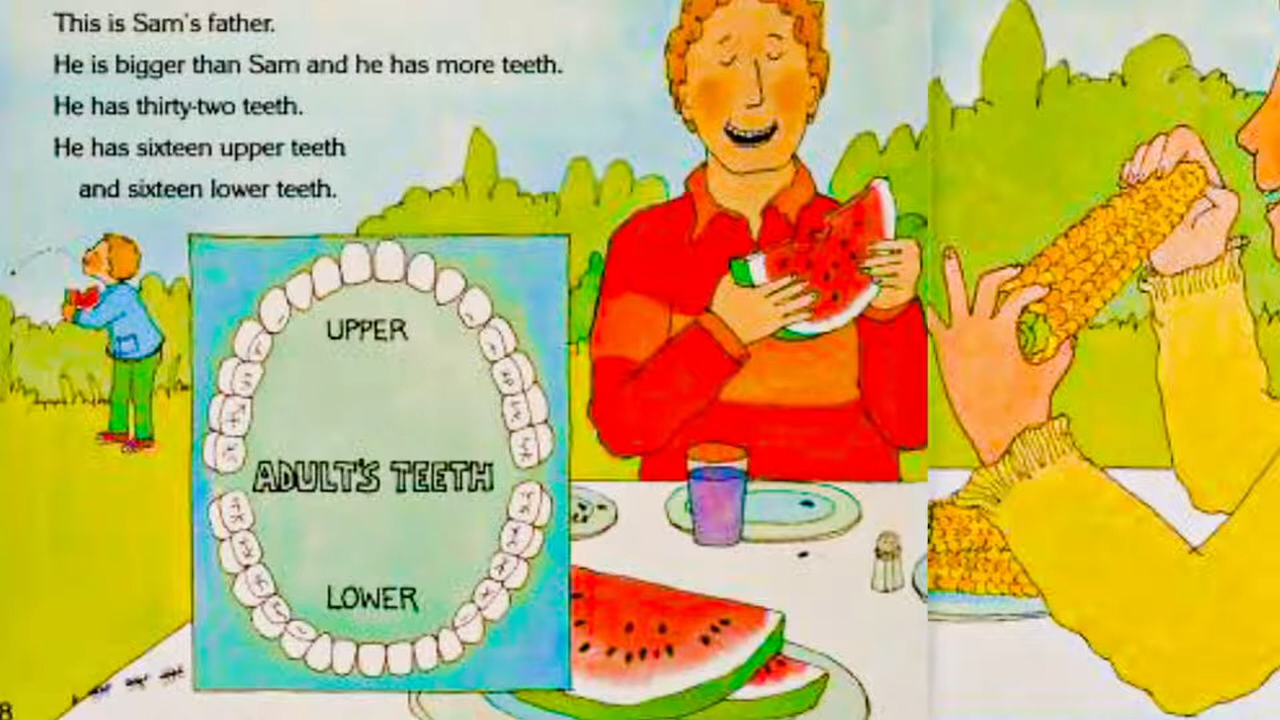 This is Sam's father.
He is bigger than Sam and he has more teeth.
He has thirty-two teeth.
He has sixteen upper teeth
and sixteen lower teeth.
UPPER
ADULT'S TEETH
LOWER
8